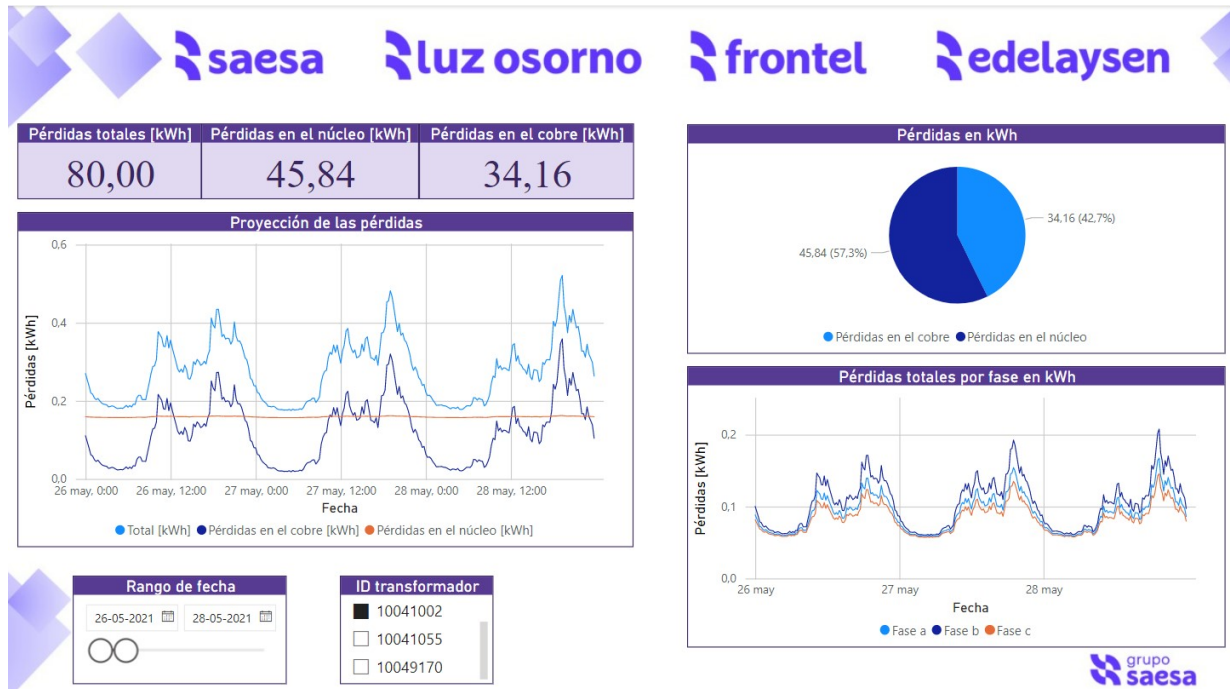 saesa luz osorno frontel edelaysen
Pérdidas totales [kWh] Pérdidas en el núcleo [kWh] Pérdidas en el cobre [kWh]
80,00 45,84 34,16
Proyección de las pérdidas
0,6
0,4
0,2
0,0
Pérdidas [kWh]
26 may, 0:00 26 may, 12:00 27 may, 0:00 27 may, 12:00 28 may, 0:00 28 may, 12:00
Fecha
Total [kWh] Pérdidas en el cobre [kWh] Pérdidas en el núcleo [kWh]
Pérdidas en kWh
34,16 (42,7%)
45,84 (57,3%)
Pérdidas en el cobre Pérdidas en el núcleo
Pérdidas totales por fase en kWh
0,2
0,1
0,0
Pérdidas [kWh]
26 may 27 may 28 may
Fecha
Fase a Fase b Fase c
Rango de fecha
26-05-2021 28-05-2021
ID transformador
10041002
10041055
10049170
grupo
saesa